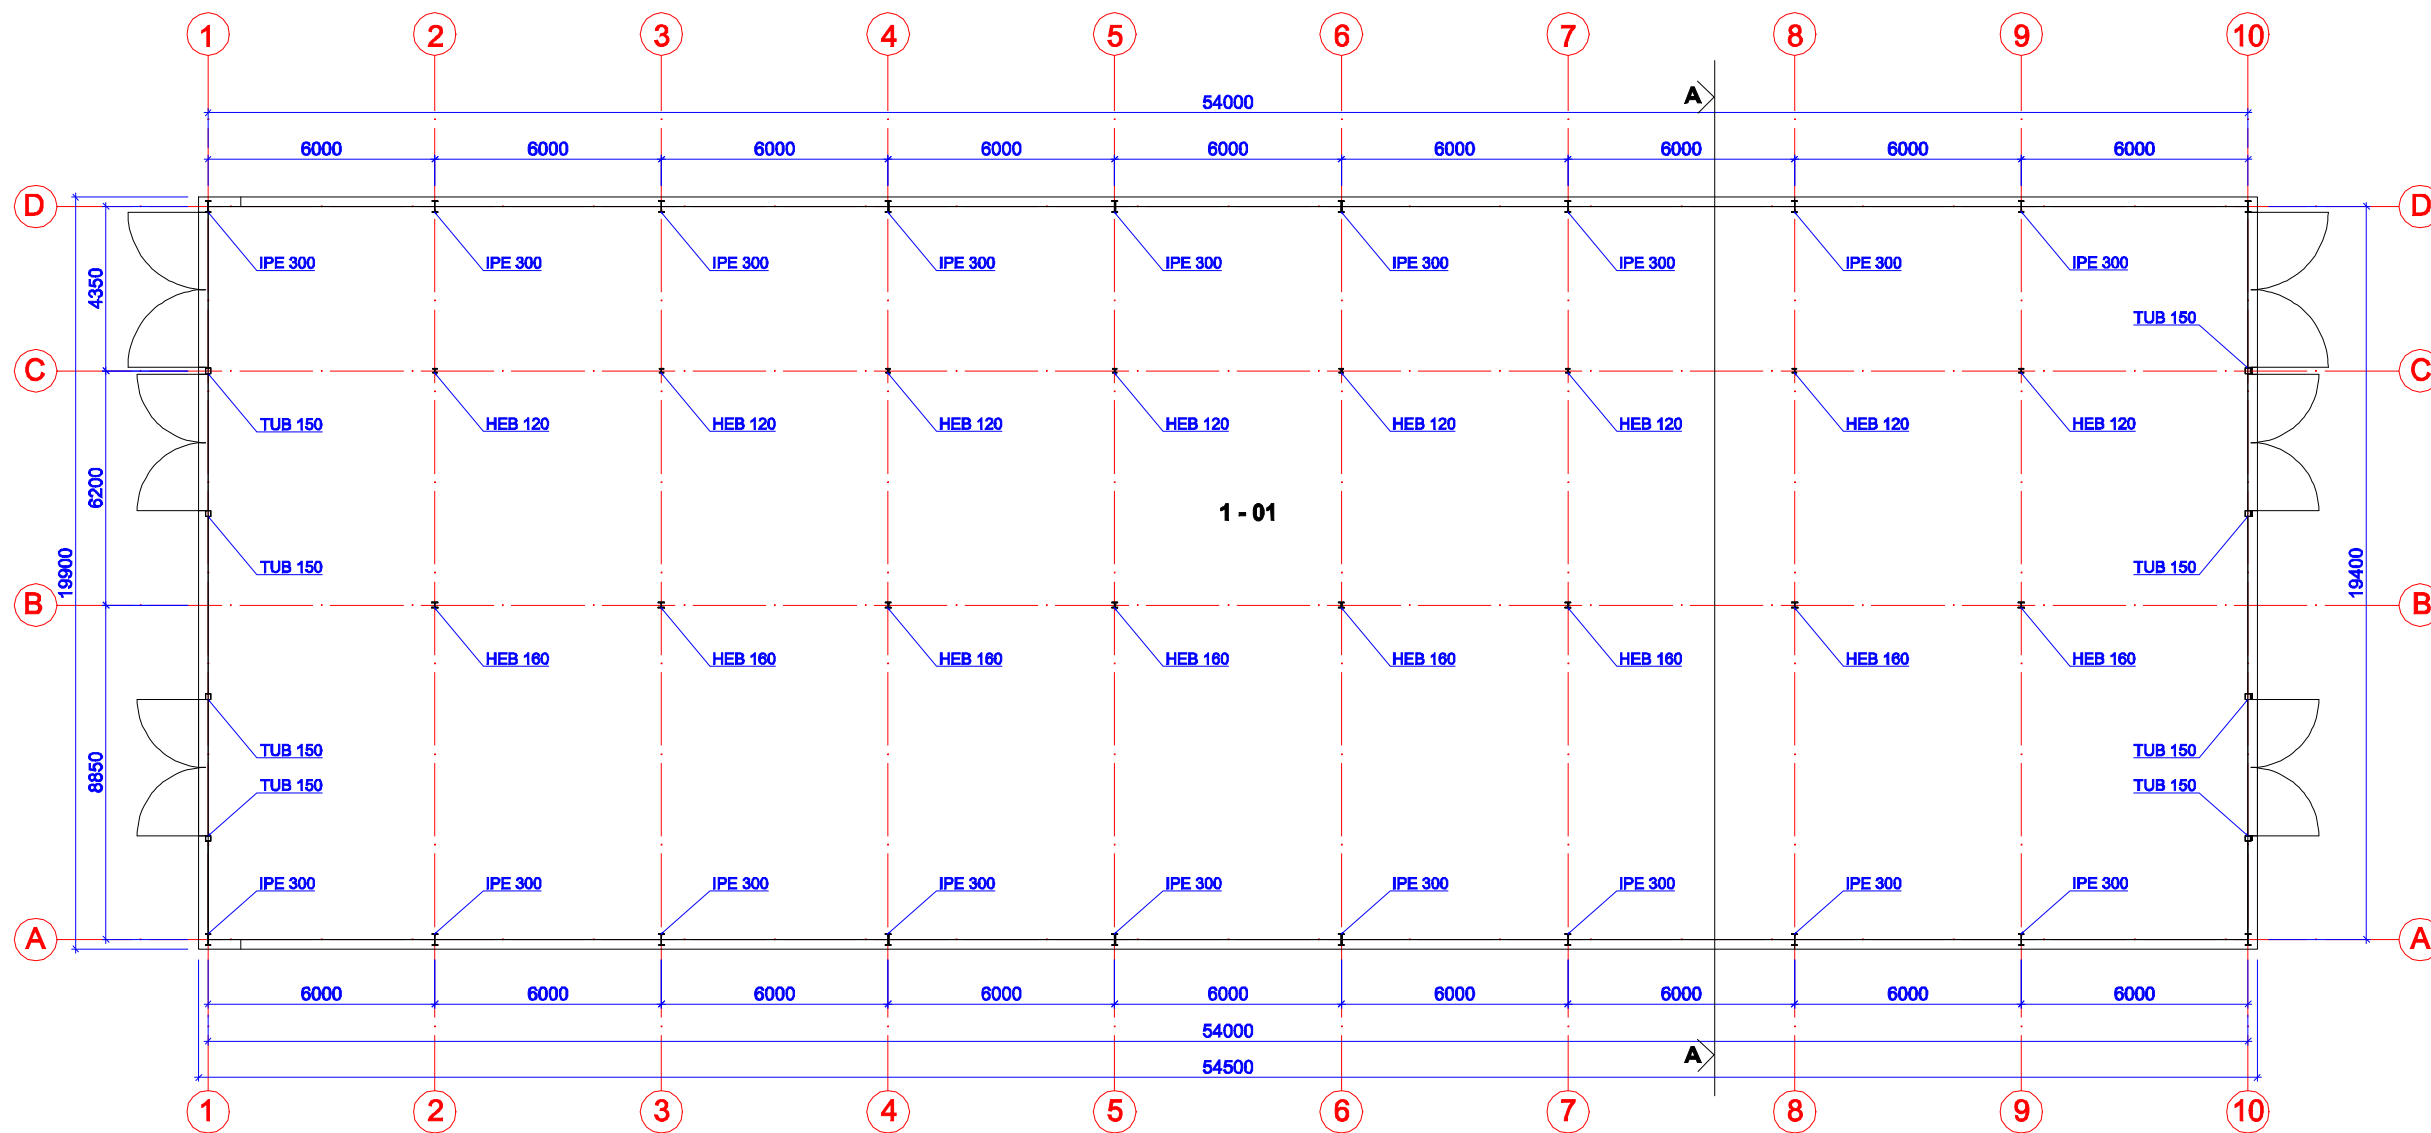 1 2 3 4 5 6 7 8 9 10
54000 A
6000 6000 6000 6000 6000 6000 6000 6000 6000
D D
IPE 300 IPE 300 IPE 300 IPE 300 IPE 300 IPE 300 IPE 300 IPE 300 IPE 300
4350
TUB 150
C C
TUB 150 HEB 120 HEB 120 HEB 120 HEB 120 HEB 120 HEB 120 HEB 120 HEB 120
6200
1 - 01
TUB 150 TUB 150
19900 19400
B B
HEB 160 HEB 160 HEB 160 HEB 160 HEB 160 HEB 160 HEB 160 HEB 160
TUB 150 TUB 150
8850
TUB 150 TUB 150
IPE 300 IPE 300 IPE 300 IPE 300 IPE 300 IPE 300 IPE 300 IPE 300 IPE 300
A A
6000 6000 6000 6000 6000 6000 6000 6000 6000
54000
A
54500
1 2 3 4 5 6 7 8 9 10